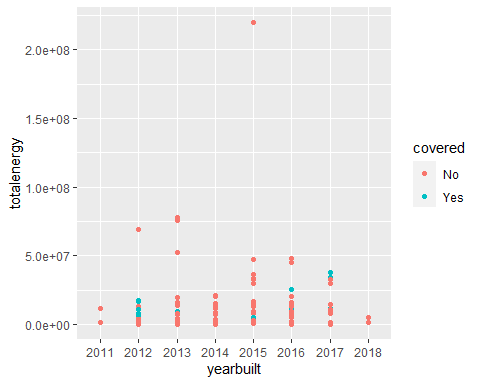 2.0e+08
1.5e+08
1.0e+08
5.0e+07
0.0e+00
totalenergy
2011 2012 2013 2014 2015 2016 2017 2018
yearbuilt
covered
No
Yes